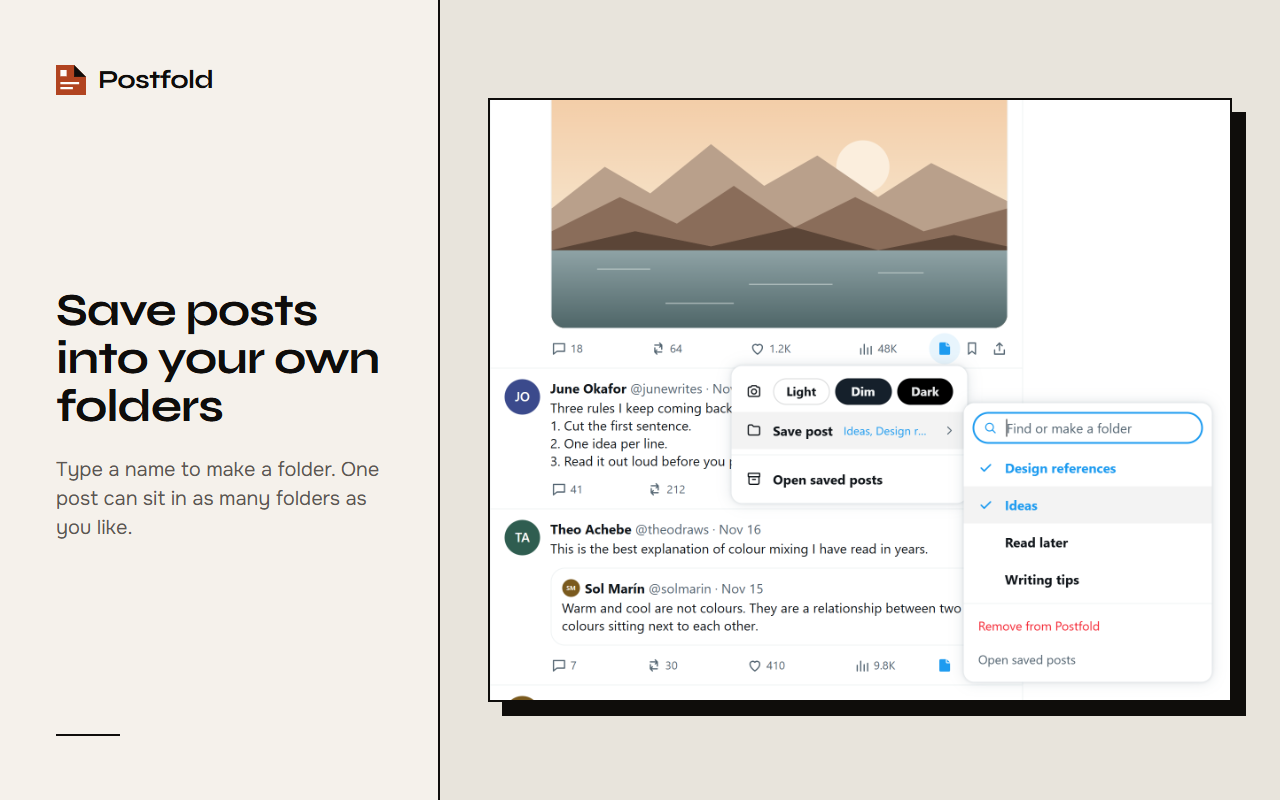 Postfold
Save posts
into your own
folders
Type a name to make a folder. One
post can sit in as many folders as
you like.
18 64 1.2K 48K
JO
June Okafor @junewrites · Nov
Three rules I keep coming back
1. Cut the first sentence.
2. One idea per line.
3. Read it out loud before you
41 212
Light Dim Dark
Save post Ideas, Design r...
Open saved posts
Find or make a folder
Design references
Ideas
Read later
Writing tips
Remove from Postfold
Open saved posts
TA
Theo Achebe @theodraws · Nov 16
This is the best explanation of colour mixing I have read in years.
SM
Sol Marín @solmarin · Nov 15
Warm and cool are not colours. They are a relationship between two
colours sitting next to each other.
7 30 410 9.8K